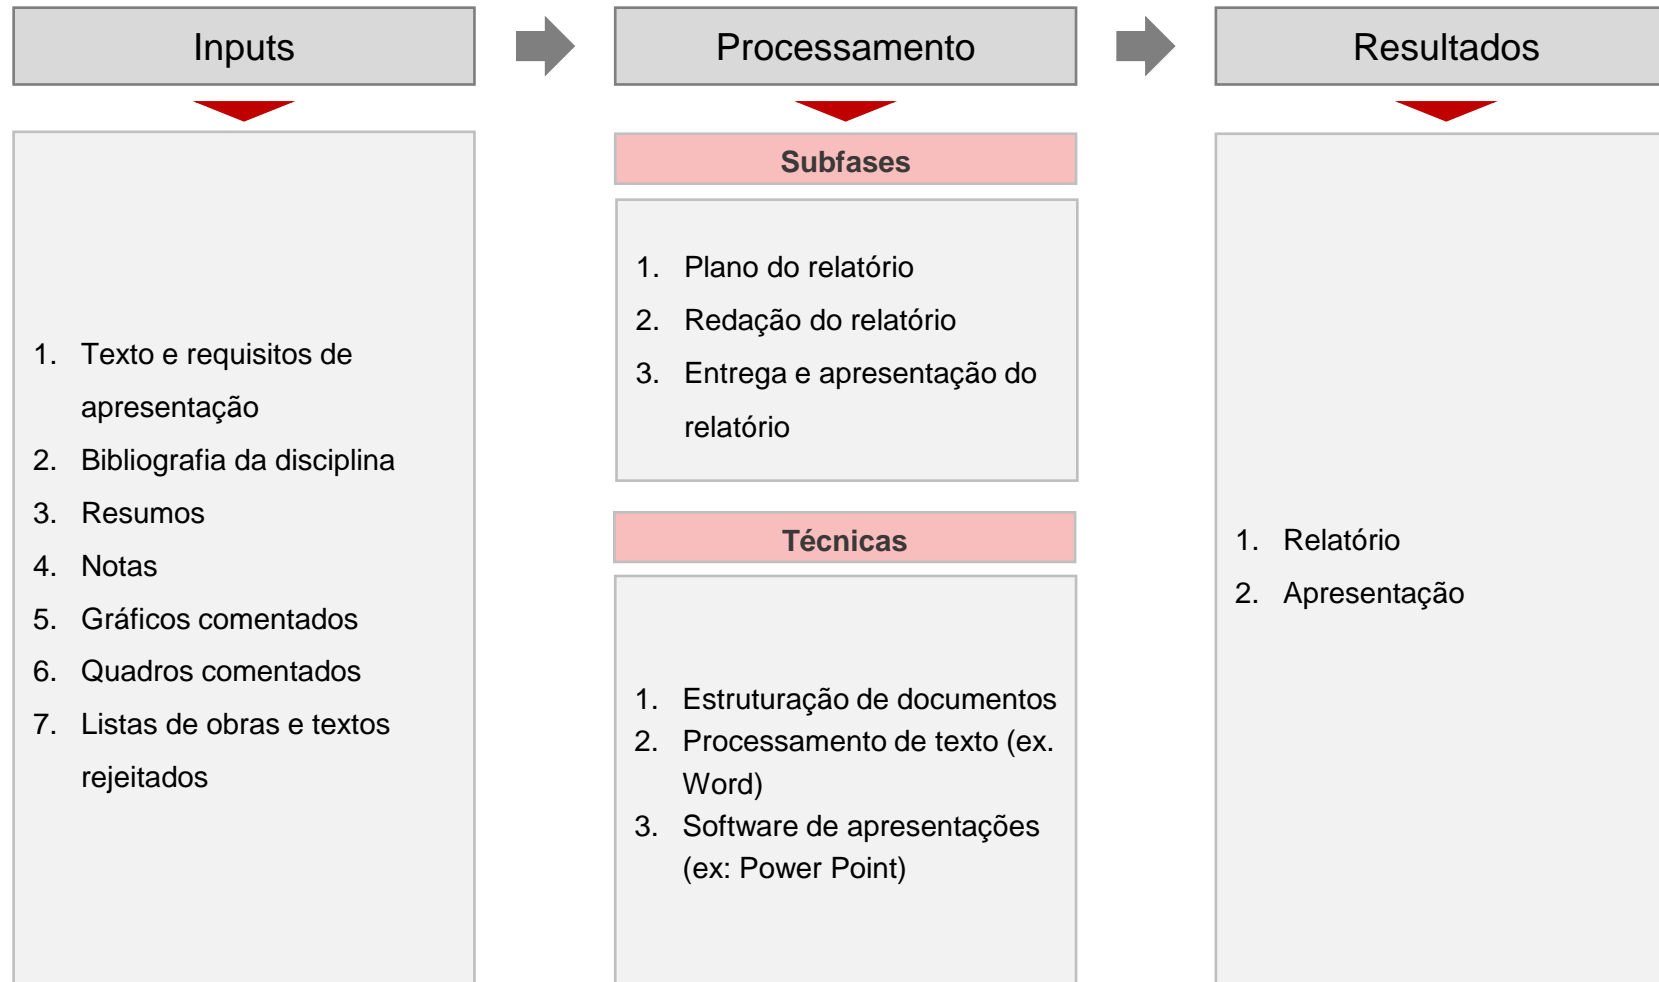 Inputs
Processamento
Resultados
1. Texto e requisitos de
apresentação
2. Bibliografia da disciplina
3. Resumos
4. Notas
5. Gráficos comentados
6. Quadros comentados
7. Listas de obras e textos
rejeitados
Subfases
1. Plano do relatório
2. Redação do relatório
3. Entrega e apresentação do
relatório
Técnicas
1. Estruturação de documentos
2. Processamento de texto (ex.
Word)
3. Software de apresentações
(ex: Power Point)
1. Relatório
2. Apresentação